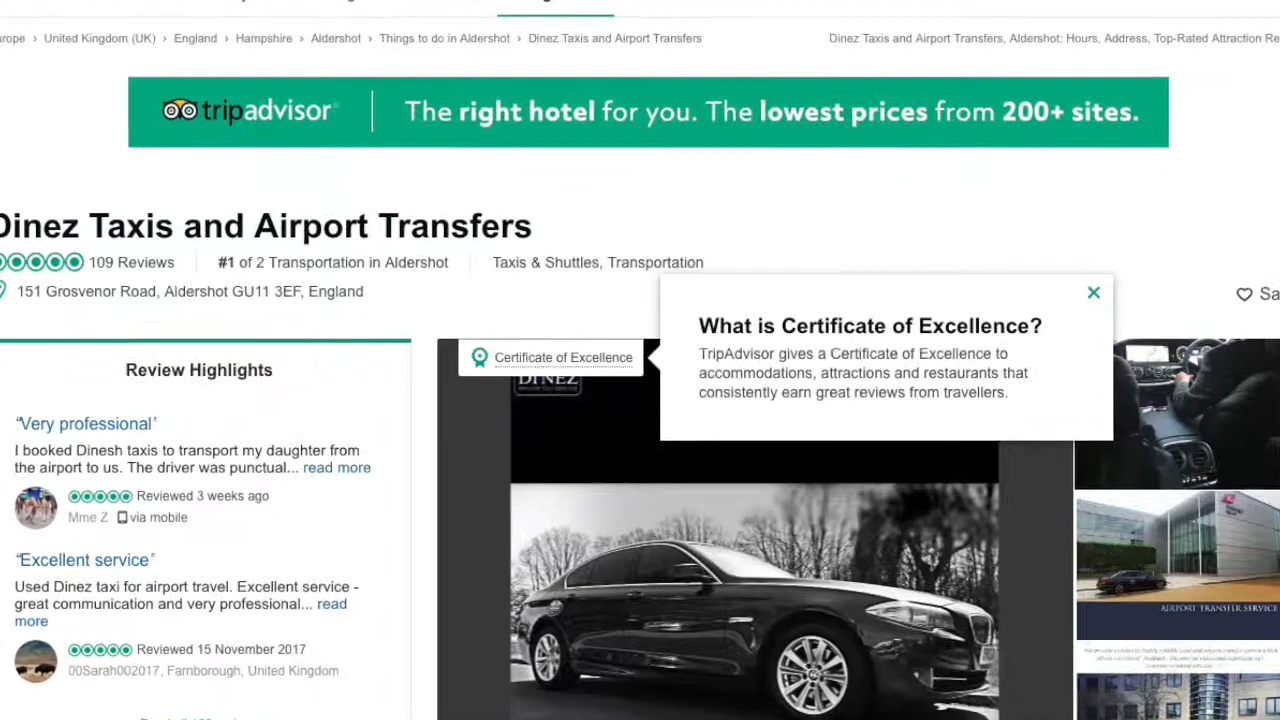 United Kingdom (UK) › England › Hampshire › Aldershot › Things to do in Aldershot › Dinez Taxis and Airport Transfers
Dinez Taxis and Airport Transfers, Aldershot: Hours, Address, Top-Rated Attraction Re
tripadvisor
The right hotel for you. The lowest prices from 200+ sites.
Dinez Taxis and Airport Transfers
109 Reviews
#1 of 2 Transportation in Aldershot
Taxis & Shuttles, Transportation
151 Grosvenor Road, Aldershot GU11 3EF, England
Sa
What is Certificate of Excellence?
TripAdvisor gives a Certificate of Excellence to
accommodations, attractions and restaurants that
consistently earn great reviews from travellers.
Certificate of Excellence
DINEZ
Review Highlights
“Very professional”
I booked Dinesh taxis to transport my daughter from
the airport to us. The driver was punctual... read more
Reviewed 3 weeks ago
Mme Z via mobile
“Excellent service”
Used Dinez taxi for airport travel. Excellent service -
great communication and very professional... read
more
Reviewed 15 November 2017
00Sarah002017, Farnborough, United Kingdom
AIRPORT TRANSFER SERVICE